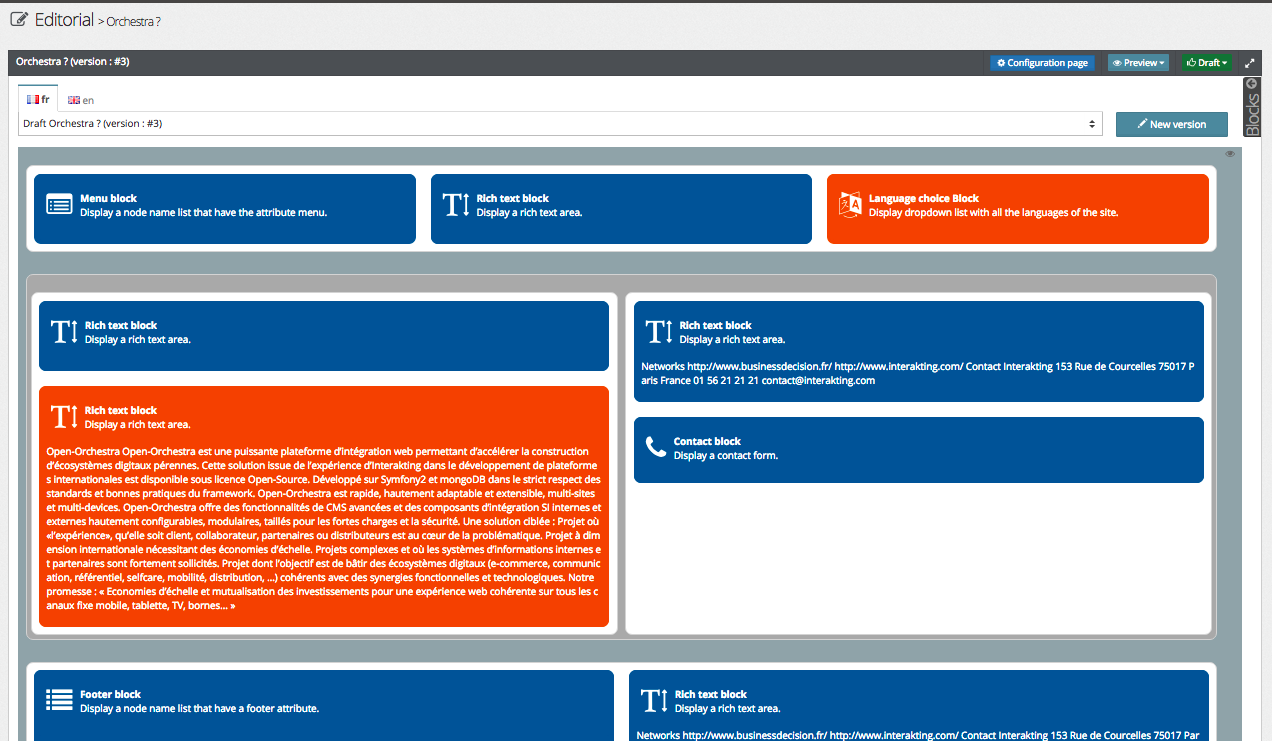 Editorial > Orchestra ?
Orchestra ? (version : #3)
Configuration page
Preview
Draft
fr
en
Blocks
Draft Orchestra ? (version : #3)
New version
Menu block
Display a node name list that have the attribute menu.
Rich text block
Display a rich text area.
Language choice Block
Display dropdown list with all the languages of the site.
Rich text block
Display a rich text area.
Rich text block
Display a rich text area.
Open-Orchestra Open-Orchestra est une puissante plateforme d'intégration web permettant d'accélérer la construction
d'écosystèmes digitaux pérennes. Cette solution issue de l'expérience d'Interakting dans le développement de plateforme
s internationales est disponible sous licence Open-Source. Développé sur Symfony2 et mongoDB dans le strict respect des
standards et bonnes pratiques du framework. Open-Orchestra est rapide, hautement adaptable et extensible, multi-sites
et multi-devices. Open-Orchestra offre des fonctionnalités de CMS avancées et des composants d'intégration SI internes et
externes hautement configurables, modulaires, taillés pour les fortes charges et la sécurité. Une solution ciblée : Projet où
«l'expérience», qu'elle soit client, collaborateur, partenaires ou distributeurs est au cœur de la problématique. Projet à dim
ension internationale nécessitant des économies d'échelle. Projets complexes et où les systèmes d'informations internes e
t partenaires sont fortement sollicités. Projet dont l'objectif est de bâtir des écosystèmes digitaux (e-commerce, communic
ation, référentiel, selfcare, mobilité, distribution, ...) cohérents avec des synergies fonctionnelles et technologiques. Notre
promesse : « Economies d'échelle et mutualisation des investissements pour une expérience web cohérente sur tous les c
anaux fixe mobile, tablette, TV, bornes... »
Rich text block
Display a rich text area.
Networks http://www.businessdecision.fr/ http://www.interakting.com/ Contact Interakting 153 Rue de Courcelles 75017 P
aris France 01 56 21 21 21 contact@interakting.com
Contact block
Display a contact form.
Footer block
Display a node name list that have a footer attribute.
Rich text block
Display a rich text area.
Networks http://www.businessdecision.fr/ http://www.interakting.com/ Contact Interakting 153 Rue de Courcelles 75017 Par